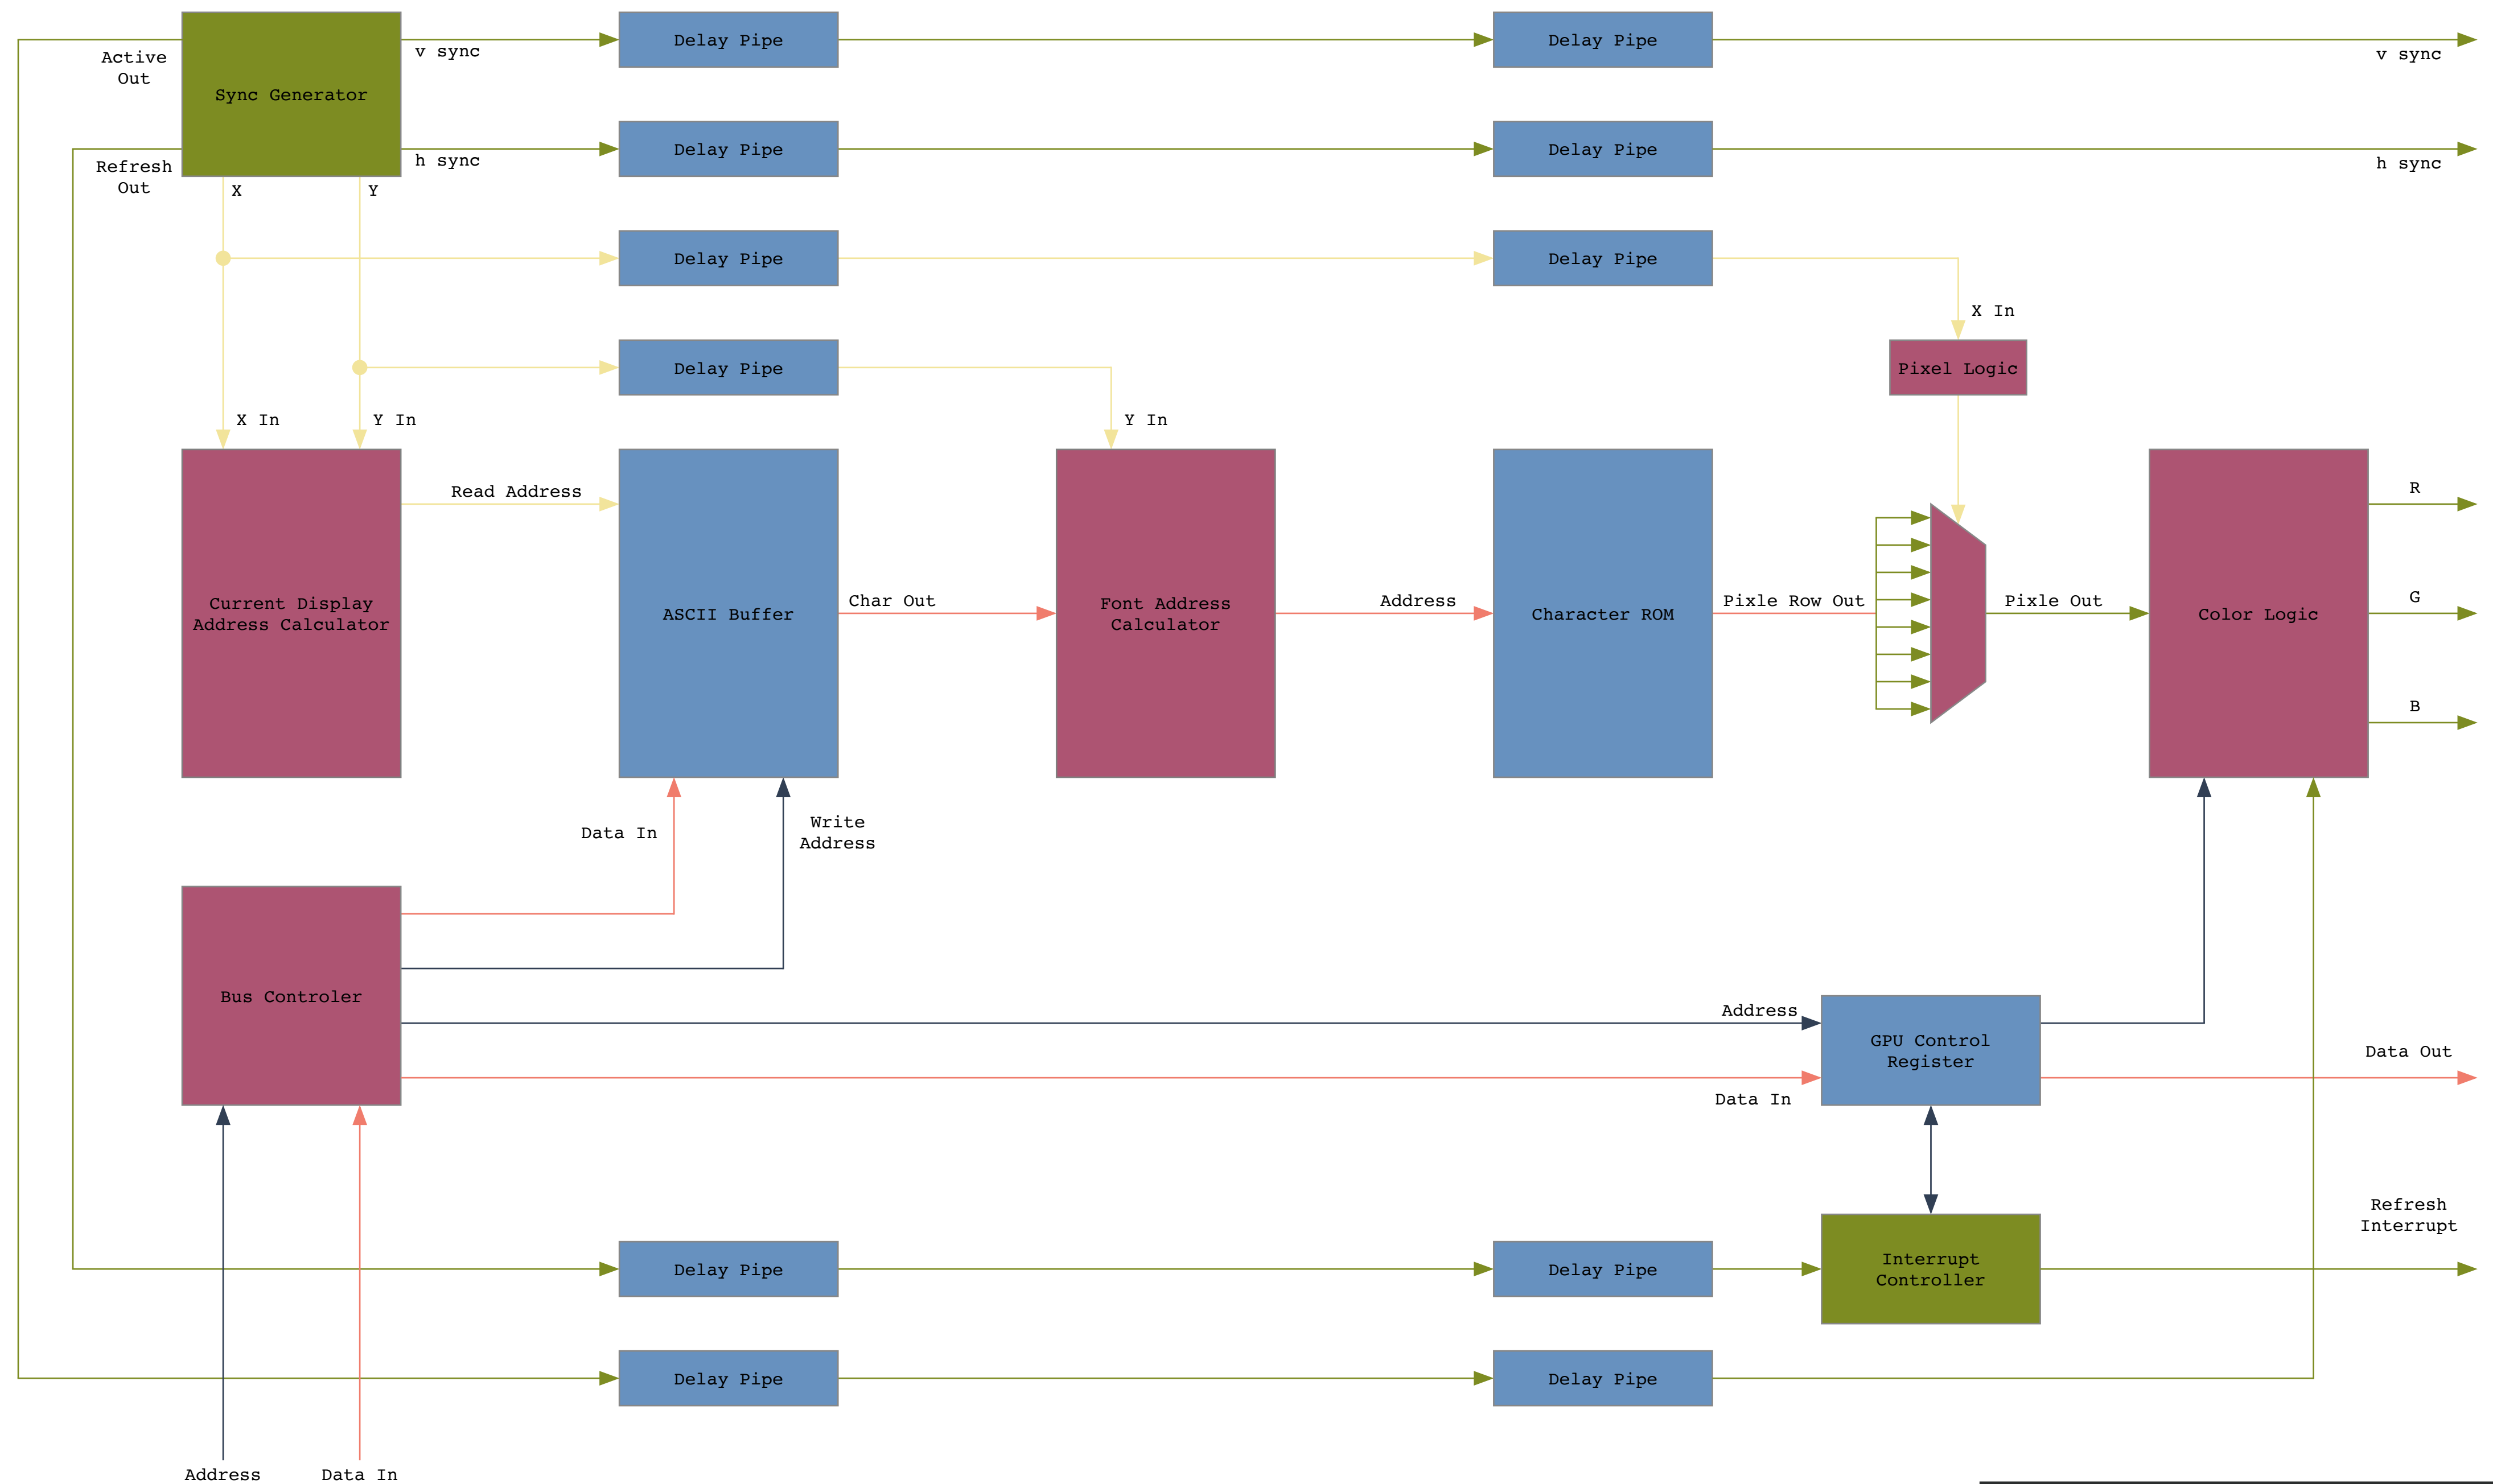 Delay Pipe
Delay Pipe
v sync
v sync
Active
Out
Sync Generator
Delay Pipe
Delay Pipe
h sync
h sync
Refresh
Out
X
Y
Delay Pipe
Delay Pipe
X In
Delay Pipe
Pixel Logic
X In
Y In
Y In
Read Address
R
Current Display
Address Calculator
ASCII Buffer
Char Out
Font Address
Calculator
Address
Character ROM
Pixle Row Out
Pixle Out
Color Logic
G
B
Data In
Write
Address
Bus Controler
Address
GPU Control
Register
Data Out
Data In
Refresh
Interrupt
Delay Pipe
Delay Pipe
Interrupt
Controller
Delay Pipe
Delay Pipe
Address
Data In